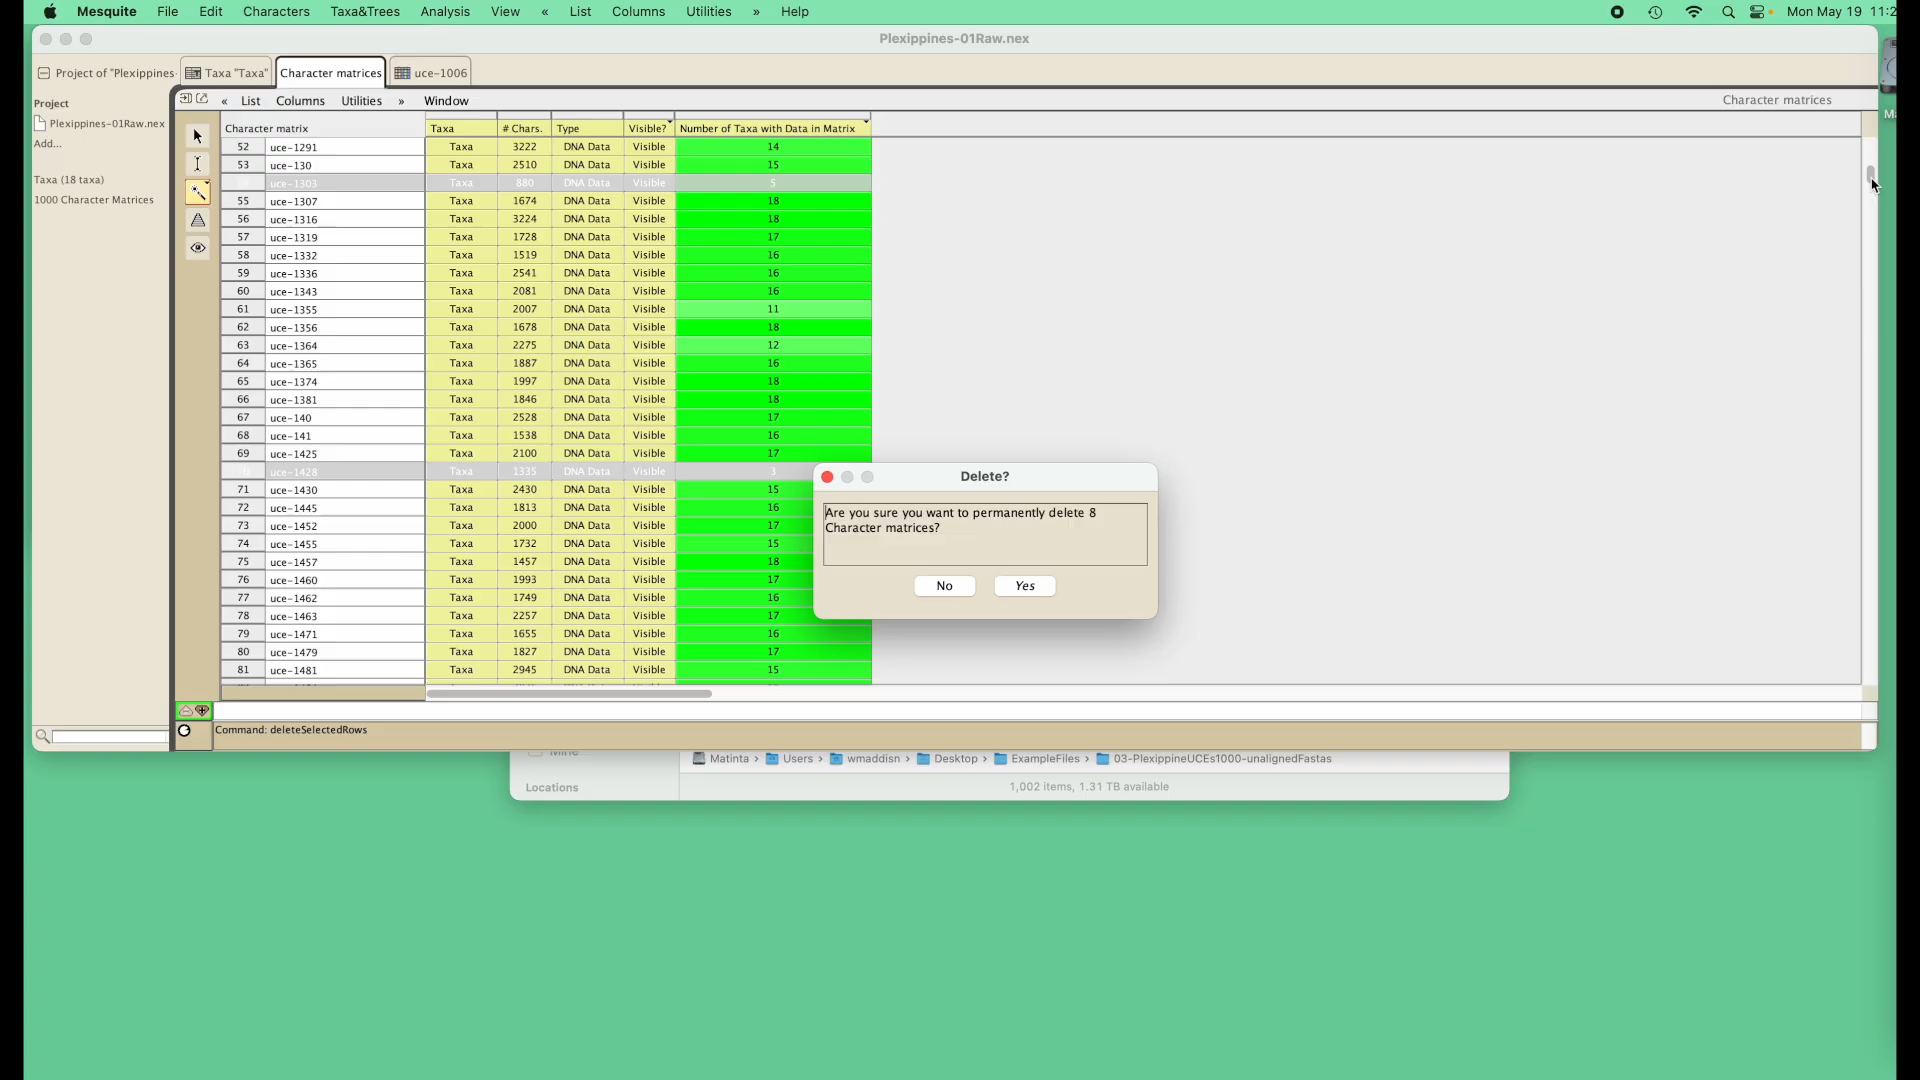 Mesquite File Edit Characters Taxa&Trees Analysis View « List Columns Utilities » Help Mon May 19 11:2
Plexippines-01Raw.nex
Project of "Plexippines- Taxa "Taxa" Character matrices uce-1006
« List Columns Utilities » Window Character matrices
Project
Plexippines-01Raw.nex
Add...
Taxa (18 taxa)
1000 Character Matrices
Character matrix Taxa # Chars. Type Visible? Number of Taxa with Data in Matrix
52 uce-1291 Taxa 3222 DNA Data Visible 14
53 uce-130 Taxa 2510 DNA Data Visible 15
uce-1303 Taxa 880 DNA Data Visible 5
55 uce-1307 Taxa 1674 DNA Data Visible 18
56 uce-1316 Taxa 3224 DNA Data Visible 18
57 uce-1319 Taxa 1728 DNA Data Visible 17
58 uce-1332 Taxa 1519 DNA Data Visible 16
59 uce-1336 Taxa 2541 DNA Data Visible 16
60 uce-1343 Taxa 2081 DNA Data Visible 16
61 uce-1355 Taxa 2007 DNA Data Visible 11
62 uce-1356 Taxa 1678 DNA Data Visible 18
63 uce-1364 Taxa 2275 DNA Data Visible 12
64 uce-1365 Taxa 1887 DNA Data Visible 16
65 uce-1374 Taxa 1997 DNA Data Visible 18
66 uce-1381 Taxa 1846 DNA Data Visible 18
67 uce-140 Taxa 2528 DNA Data Visible 17
68 uce-141 Taxa 1538 DNA Data Visible 16
69 uce-1425 Taxa 2100 DNA Data Visible 17
uce-1428 Taxa 1335 DNA Data Visible 3
71 uce-1430 Taxa 2430 DNA Data Visible 15
72 uce-1445 Taxa 1813 DNA Data Visible 16
73 uce-1452 Taxa 2000 DNA Data Visible 17
74 uce-1455 Taxa 1732 DNA Data Visible 15
75 uce-1457 Taxa 1457 DNA Data Visible 18
76 uce-1460 Taxa 1993 DNA Data Visible 17
77 uce-1462 Taxa 1749 DNA Data Visible 16
78 uce-1463 Taxa 2257 DNA Data Visible 17
79 uce-1471 Taxa 1655 DNA Data Visible 16
80 uce-1479 Taxa 1827 DNA Data Visible 17
81 uce-1481 Taxa 2945 DNA Data Visible 15
Delete?
Are you sure you want to permanently delete 8
Character matrices?
No Yes
Command: deleteSelectedRows
Matinta › Users › wmaddisn › Desktop › ExampleFiles › 03-PlexippineUCEs1000-unalignedFastas
Locations 1,002 items, 1.31 TB available